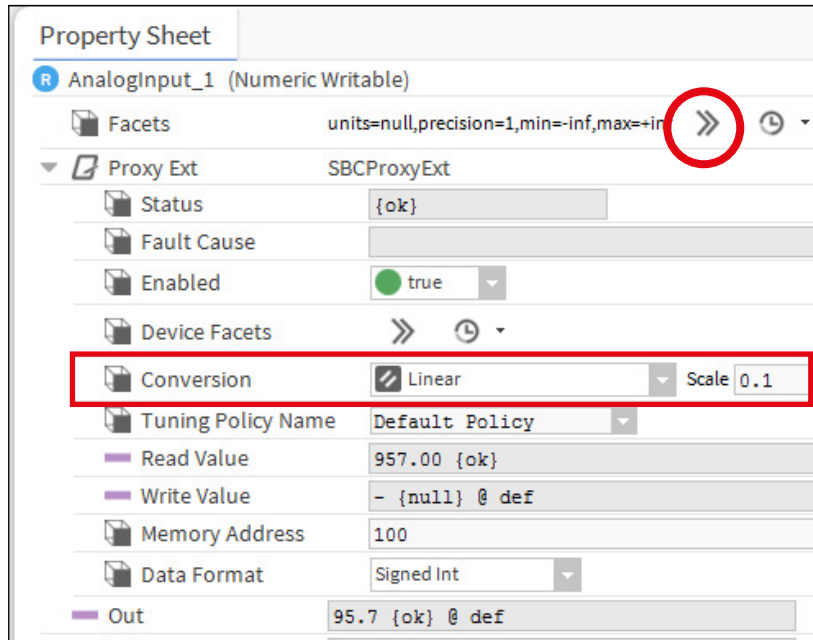 Property Sheet
R AnalogInput_1 (Numeric Writable)
Facets units=null,precision=1,min=-inf,max=+in
Proxy Ext SBCProxyExt
Status {ok}
Fault Cause
Enabled true
Device Facets
Conversion Linear Scale 0.1
Tuning Policy Name Default Policy
Read Value 957.00 {ok}
Write Value - {null} @ def
Memory Address 100
Data Format Signed Int
Out 95.7 {ok} @ def